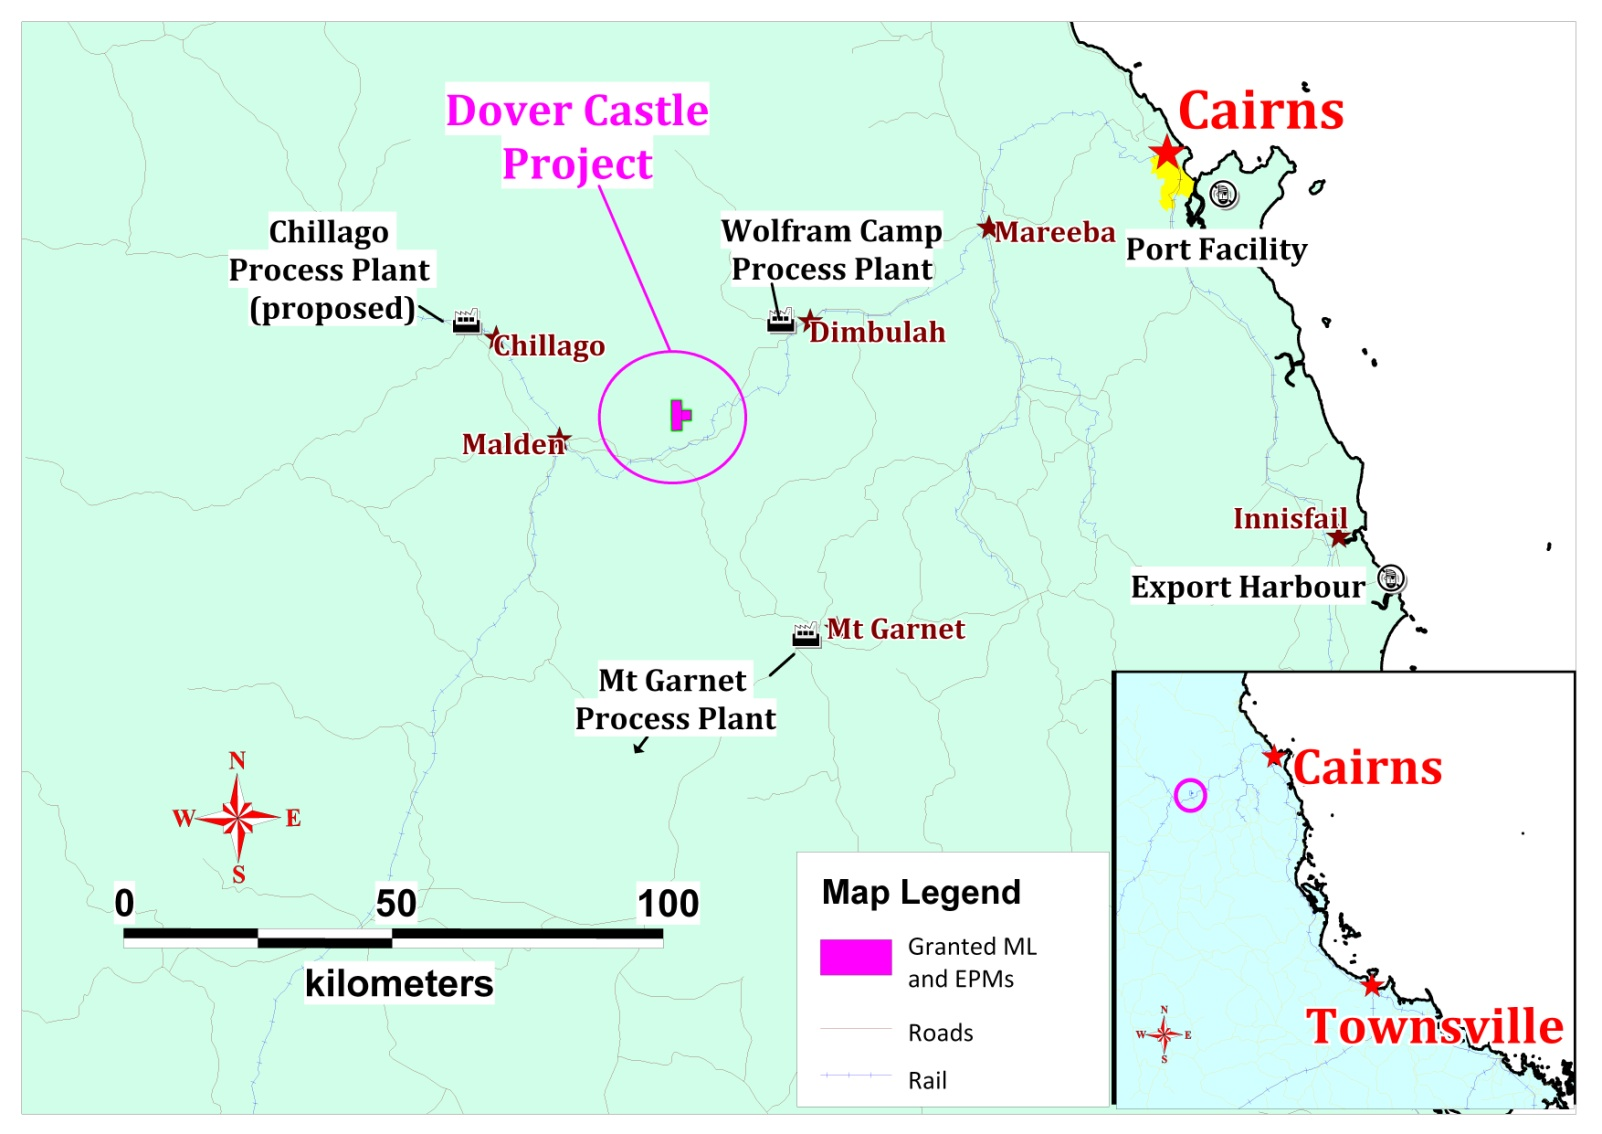 Dover Castle
Project
Cairns
Chillago
Process Plant
(proposed)
Wolfram Camp
Process Plant
Mareeba
Port Facility
Chillago
Dimbulah
Malden
Innisfail
Export Harbour
Mt Garnet
Mt Garnet
Process Plant
N
W
E
S
0
50
100
kilometers
Map Legend
Granted ML
and EPMs
Roads
Rail
Cairns
Townsville
N
W
E
S